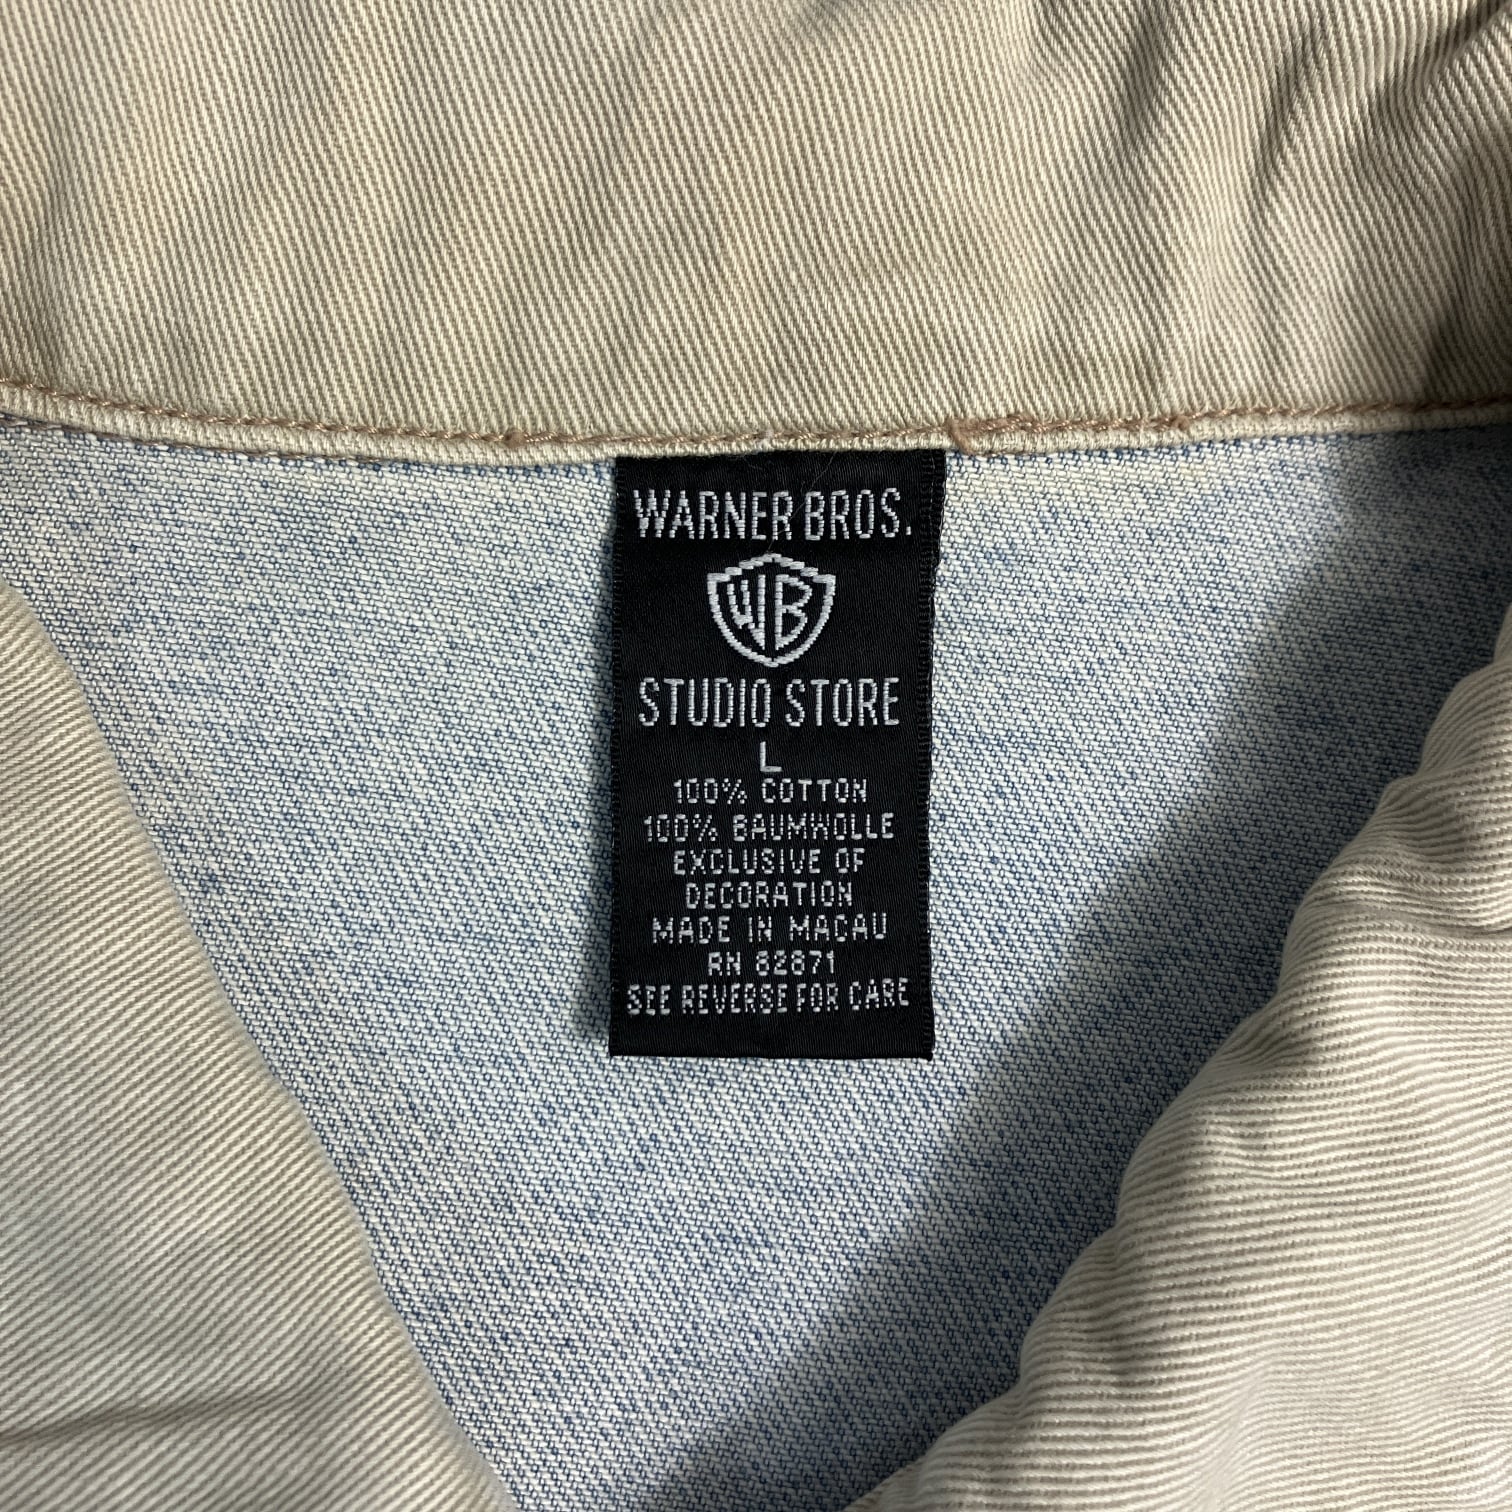 WARNER BROS.
WB
STUDIO STORE
L
100% COTTON
100% BAUMWOLLE
EXCLUSIVE OF
DECORATION
MADE IN MACAU
RN 82871
SEE REVERSE FOR CARE